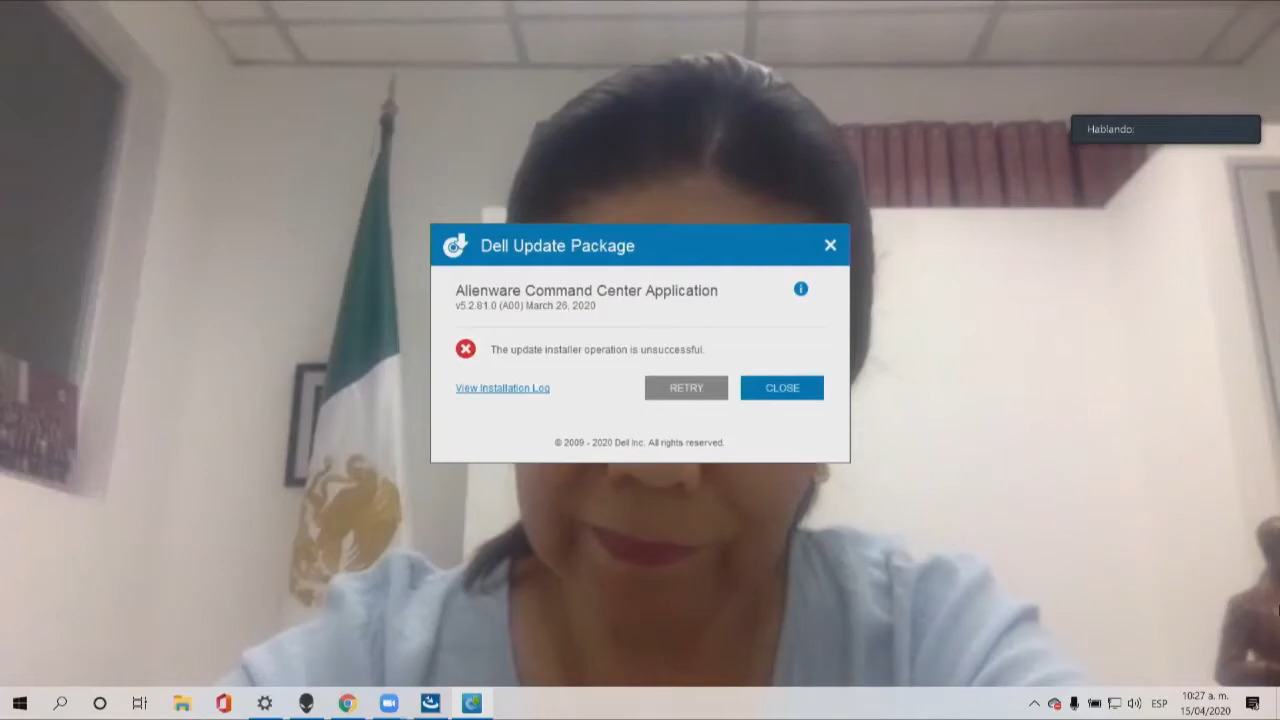 Hablando:
Dell Update Package
Alienware Command Center Application
v5.2.81.0 (A00) March 26, 2020
The update installer operation is unsuccessful.
View Installation Log
RETRY
CLOSE
© 2009 - 2020 Dell Inc. All rights reserved.
ESP
10:27 a. m.
15/04/2020